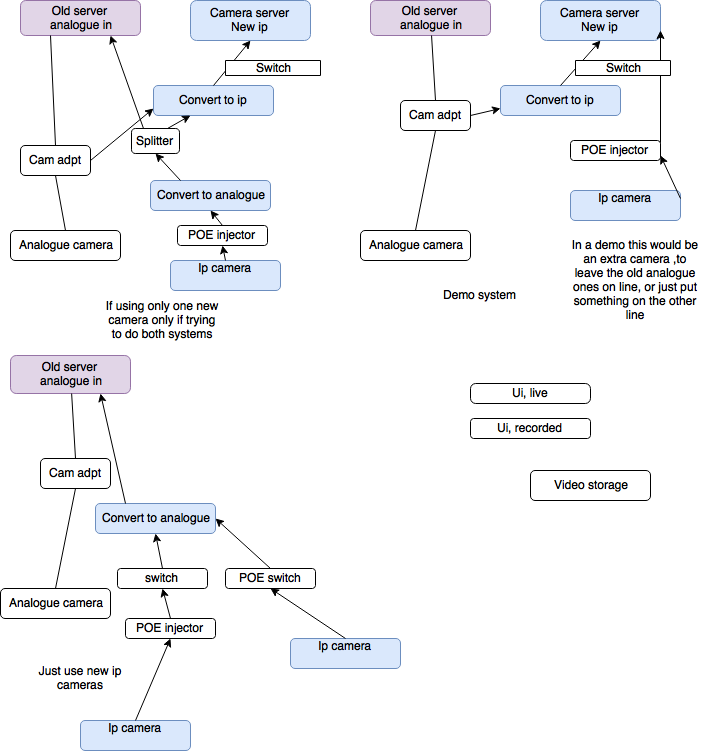 Old server
analogue in
Camera server
New ip
Switch
Convert to ip
Splitter
Cam adpt
Convert to analogue
POE injector
Analogue camera
Ip camera
If using only one new
camera only if trying
to do both systems
Old server
analogue in
Camera server
New ip
Switch
Convert to ip
Cam adpt
POE injector
Ip camera
Analogue camera
In a demo this would be
an extra camera ,to
leave the old analogue
ones on line, or just put
something on the other
line
Demo system
Old server
analogue in
Cam adpt
Convert to analogue
switch
POE switch
Analogue camera
POE injector
Ip camera
Just use new ip
cameras
Ip camera
Ui, live
Ui, recorded
Video storage